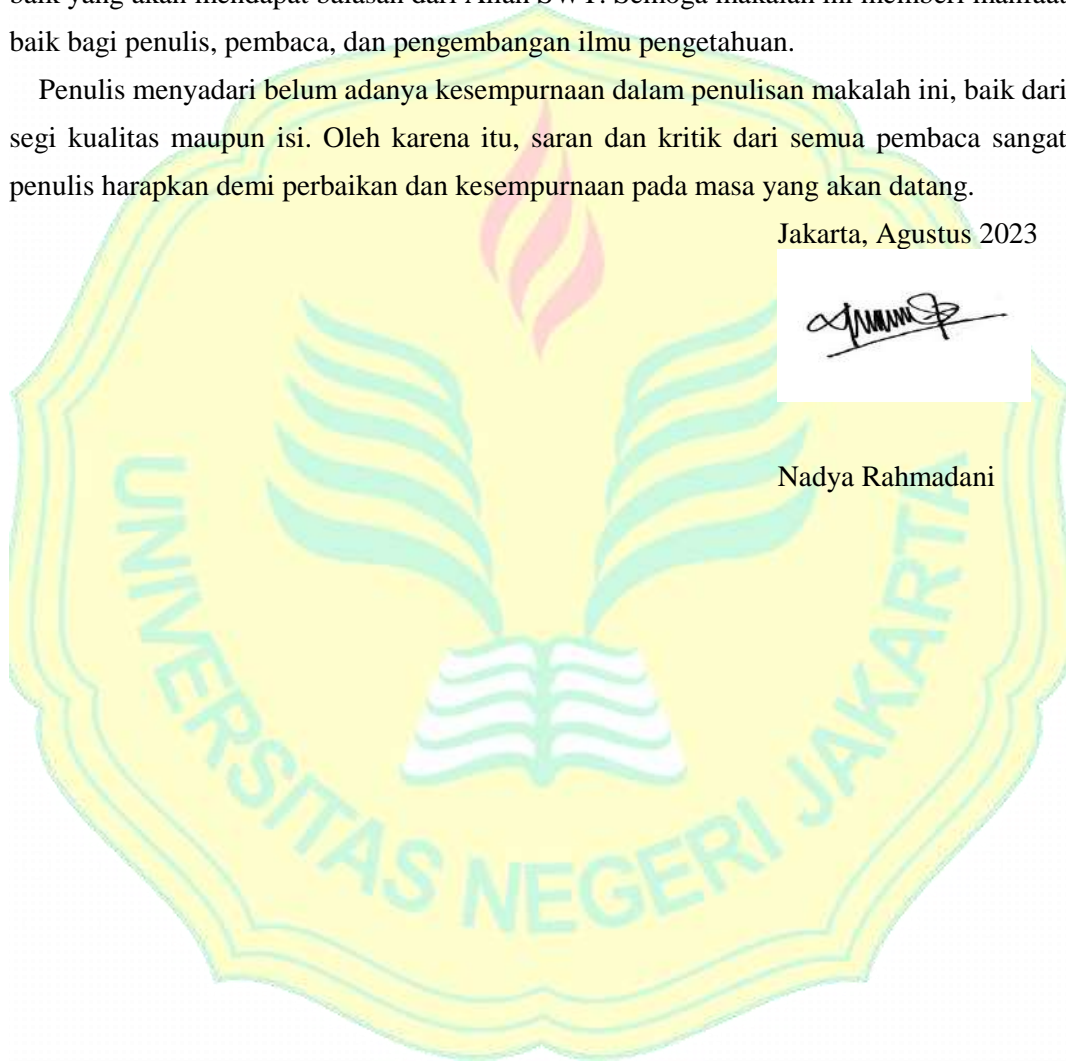 baik yang akan mendapat balasan dari Allah SWT. Semoga makalah ini memberi manfaat
baik bagi penulis, pembaca, dan pengembangan ilmu pengetahuan.
Penulis menyadari belum adanya kesempurnaan dalam penulisan makalah ini, baik dari
segi kualitas maupun isi. Oleh karena itu, saran dan kritik dari semua pembaca sangat
penulis harapkan demi perbaikan dan kesempurnaan pada masa yang akan datang.
Jakarta, Agustus 2023
Nadya Rahmadani
UNIVERSITAS NEGERI JAKARTA